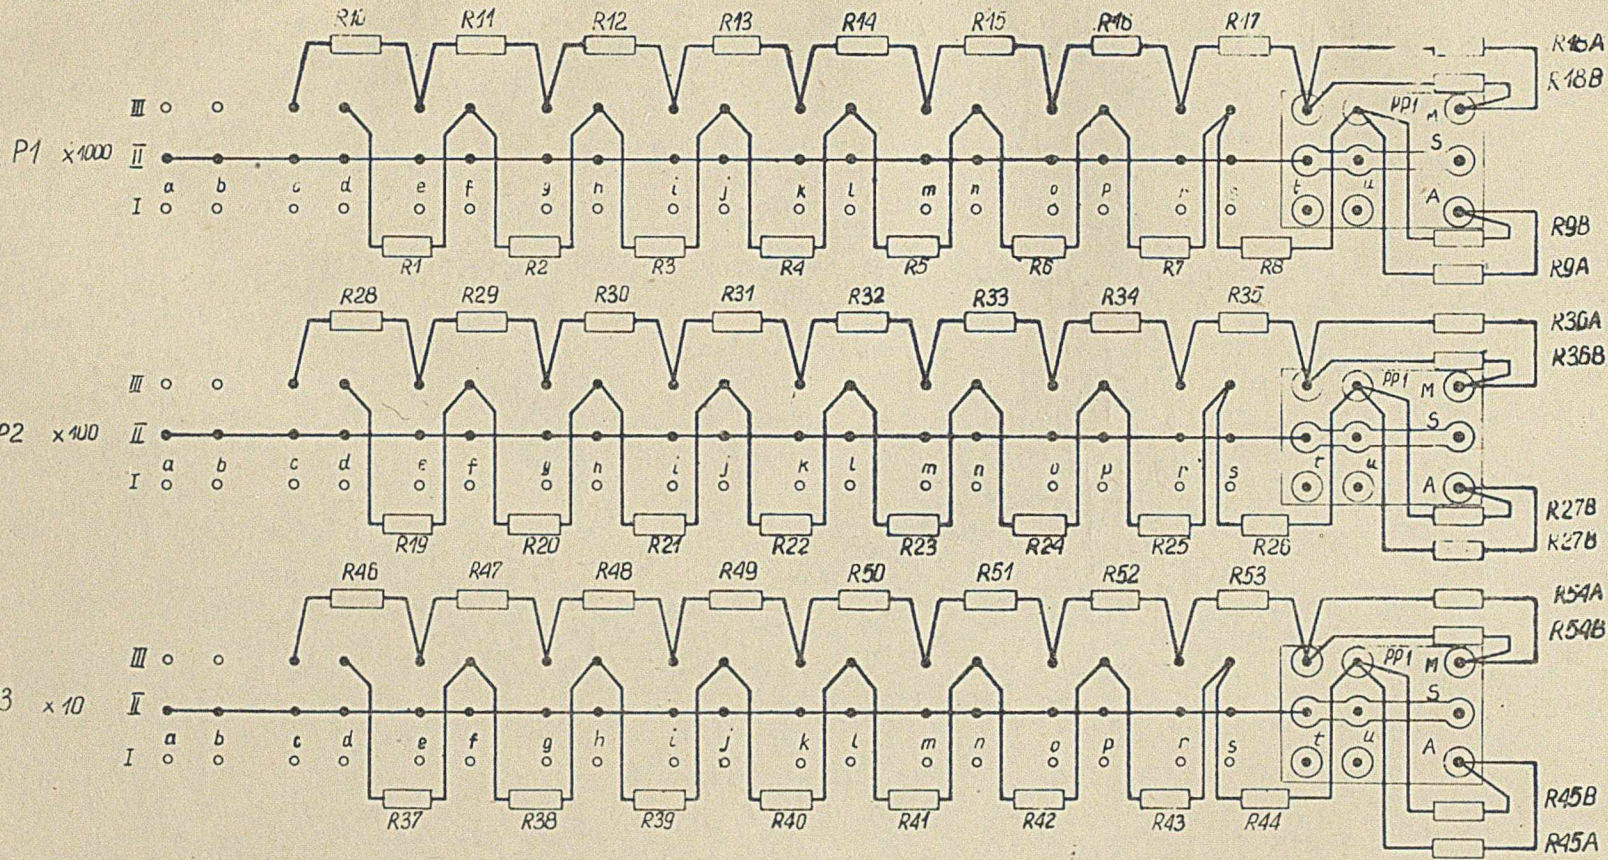 R10 R11 R12 R13 R14 R15 R16 R17
R18A
R18B
III
PP1 M
P1 x1000 II
S
a b c d e f g h i j k l m n o p r s t u
I
A
R9B
R1 R2 R3 R4 R5 R6 R7 R8
R9A
R28 R29 R30 R31 R32 R33 R34 R35
R36A
R36B
III
PP1 M
P2 x100 II
S
a b c d e f g h i j k l m n o p r s t u
I
A
R27B
R19 R20 R21 R22 R23 R24 R25 R26
R27B
R46 R47 R48 R49 R50 R51 R52 R53
R54A
R54B
III
PP1 M
3 x10 II
S
a b c d e f g h i j k l m n o p r s t u
I
A
R45B
R37 R38 R39 R40 R41 R42 R43 R44
R45A